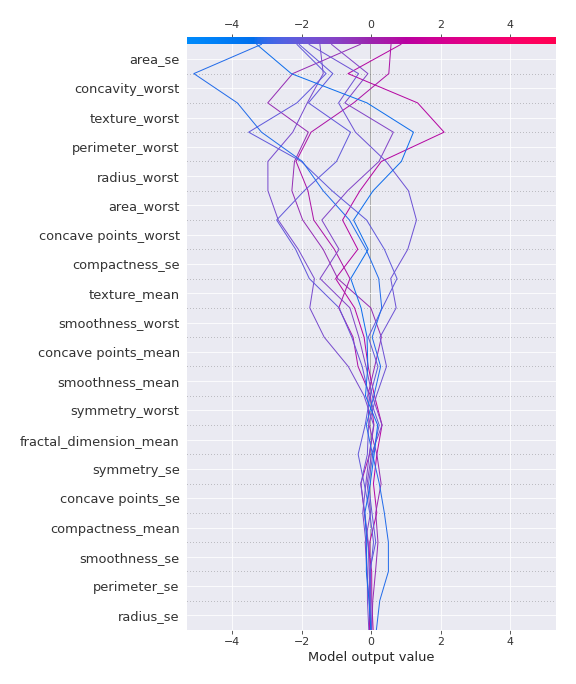 −4 −2 0 2 4
area_se
concavity_worst
texture_worst
perimeter_worst
radius_worst
area_worst
concave points_worst
compactness_se
texture_mean
smoothness_worst
concave points_mean
smoothness_mean
symmetry_worst
fractal_dimension_mean
symmetry_se
concave points_se
compactness_mean
smoothness_se
perimeter_se
radius_se
−4 −2 0 2 4
Model output value